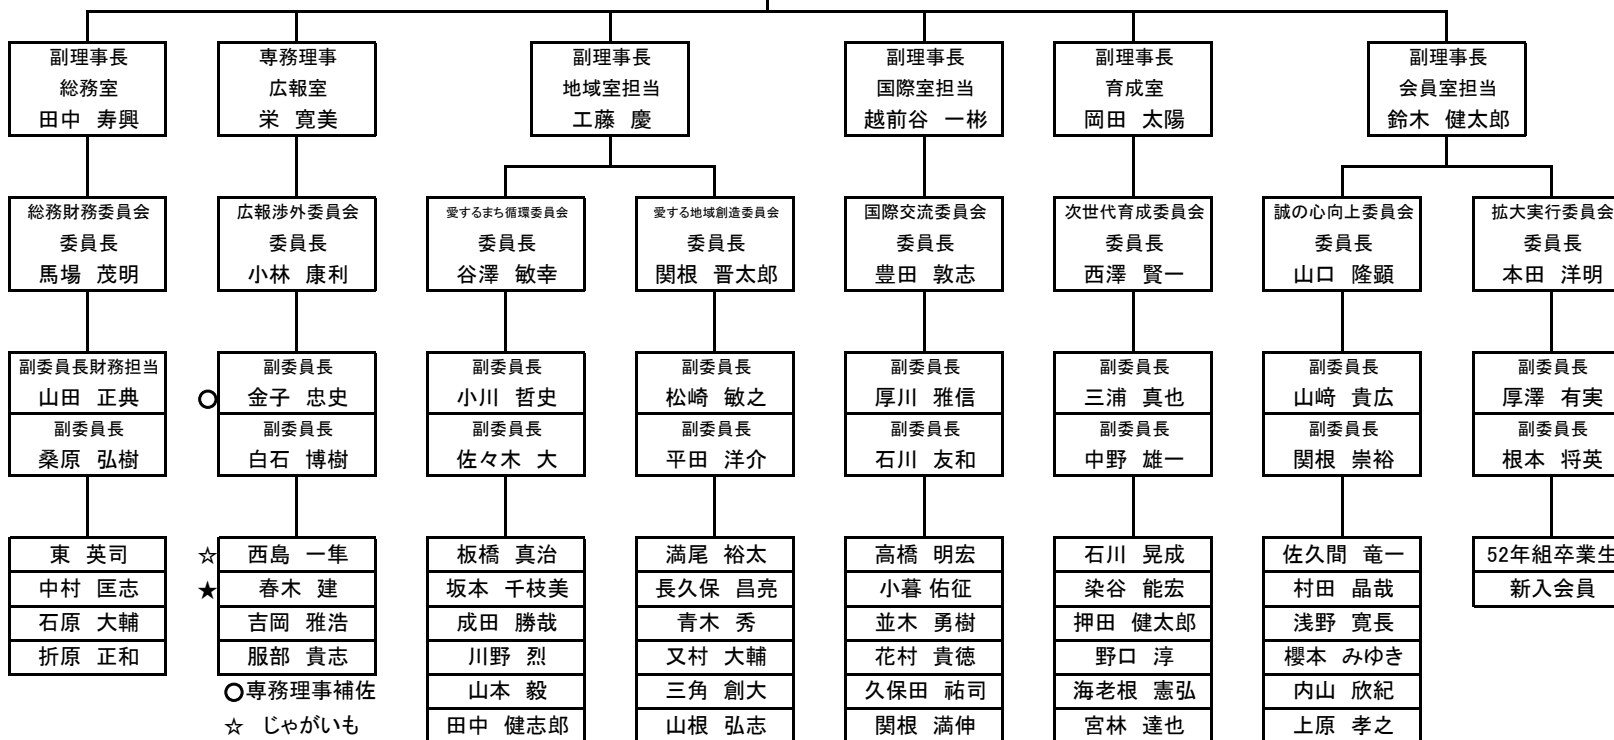 副理事長
総務室
田中 寿興
専務理事
広報室
栄 寛美
副理事長
地域室担当
工藤 慶
副理事長
国際室担当
越前谷 一彬
副理事長
育成室
岡田 太陽
副理事長
会員室担当
鈴木 健太郎
総務財務委員会
委員長
馬場 茂明
広報渉外委員会
委員長
小林 康利
愛するまち循環委員会
委員長
谷澤 敏幸
愛する地域創造委員会
委員長
関根 晋太郎
国際交流委員会
委員長
豊田 敦志
次世代育成委員会
委員長
西澤 賢一
誠の心向上委員会
委員長
山口 隆顕
拡大実行委員会
委員長
本田 洋明
副委員長財務担当
山田 正典
副委員長
桑原 弘樹
副委員長
○ 金子 忠史
副委員長
白石 博樹
副委員長
小川 哲史
副委員長
佐々木 大
副委員長
松崎 敏之
副委員長
平田 洋介
副委員長
厚川 雅信
副委員長
石川 友和
副委員長
三浦 真也
副委員長
中野 雄一
副委員長
山﨑 貴広
副委員長
関根 崇裕
副委員長
厚澤 有実
副委員長
根本 将英
東 英司
中村 匡志
石原 大輔
折原 正和
☆ 西島 一隼
★ 春木 建
吉岡 雅浩
服部 貴志
○専務理事補佐
☆ じゃがいも
板橋 真治
坂本 千枝美
成田 勝哉
川野 烈
山本 毅
田中 健志郎
満尾 裕太
長久保 昌亮
青木 秀
又村 大輔
三角 創大
山根 弘志
高橋 明宏
小暮 佑征
並木 勇樹
花村 貴徳
久保田 祐司
関根 満伸
石川 晃成
染谷 能宏
押田 健太郎
野口 淳
海老根 憲弘
宮林 達也
佐久間 竜一
村田 晶哉
浅野 寛長
櫻本 みゆき
内山 欣紀
上原 孝之
52年組卒業生
新入会員